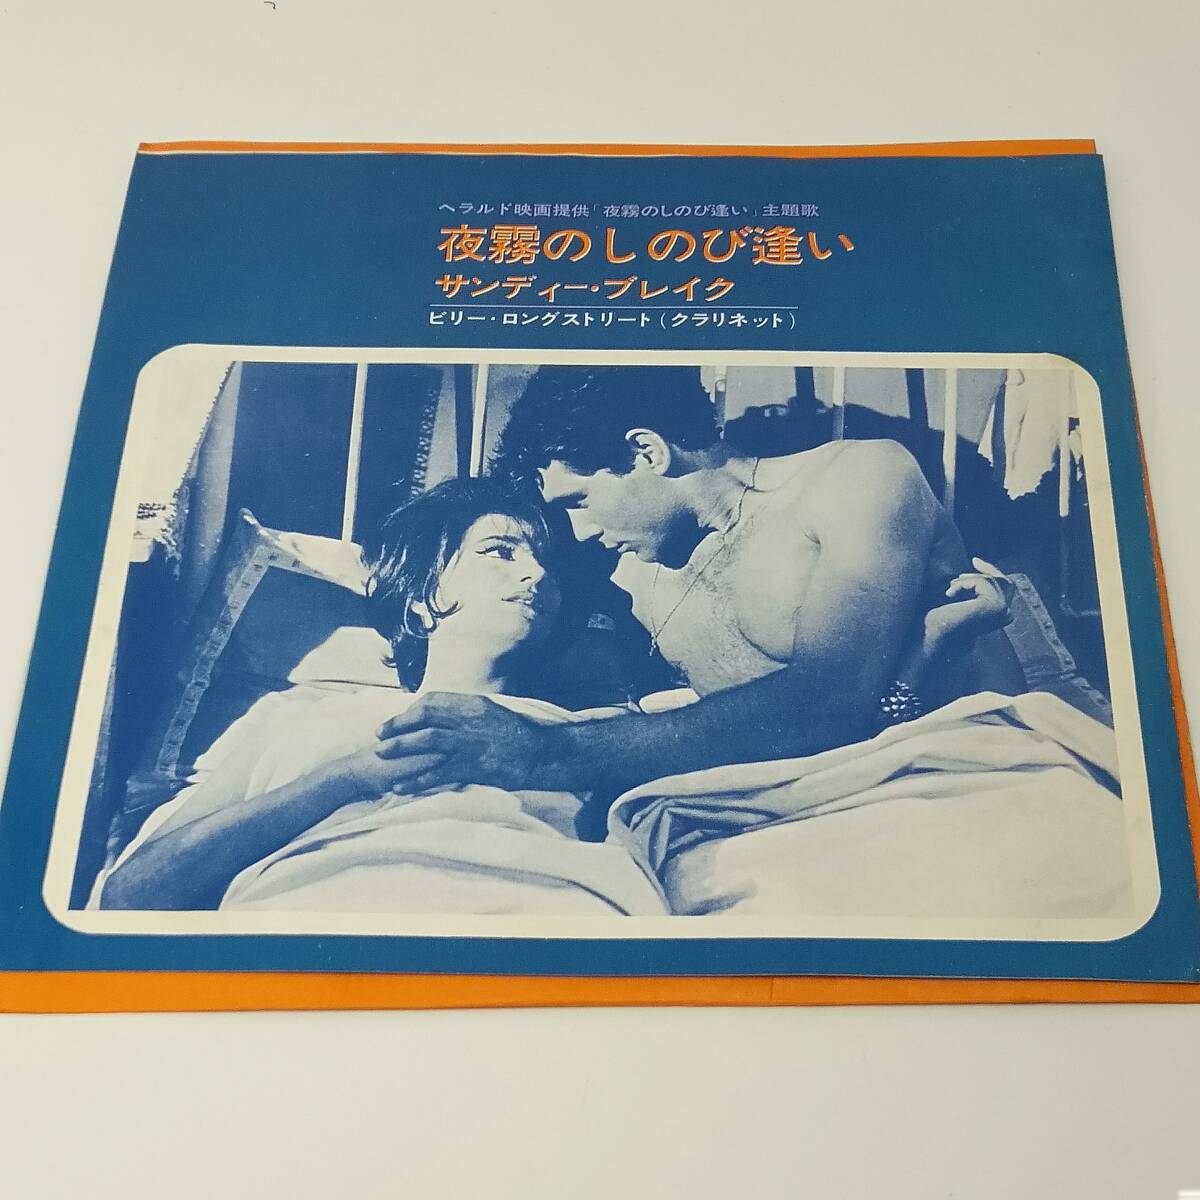 ヘラルド映画提供「夜霧のしのび逢い」主題歌
夜霧のしのび逢い
サンディー・ブレイク
ビリー・ロングストリート(クラリネット)